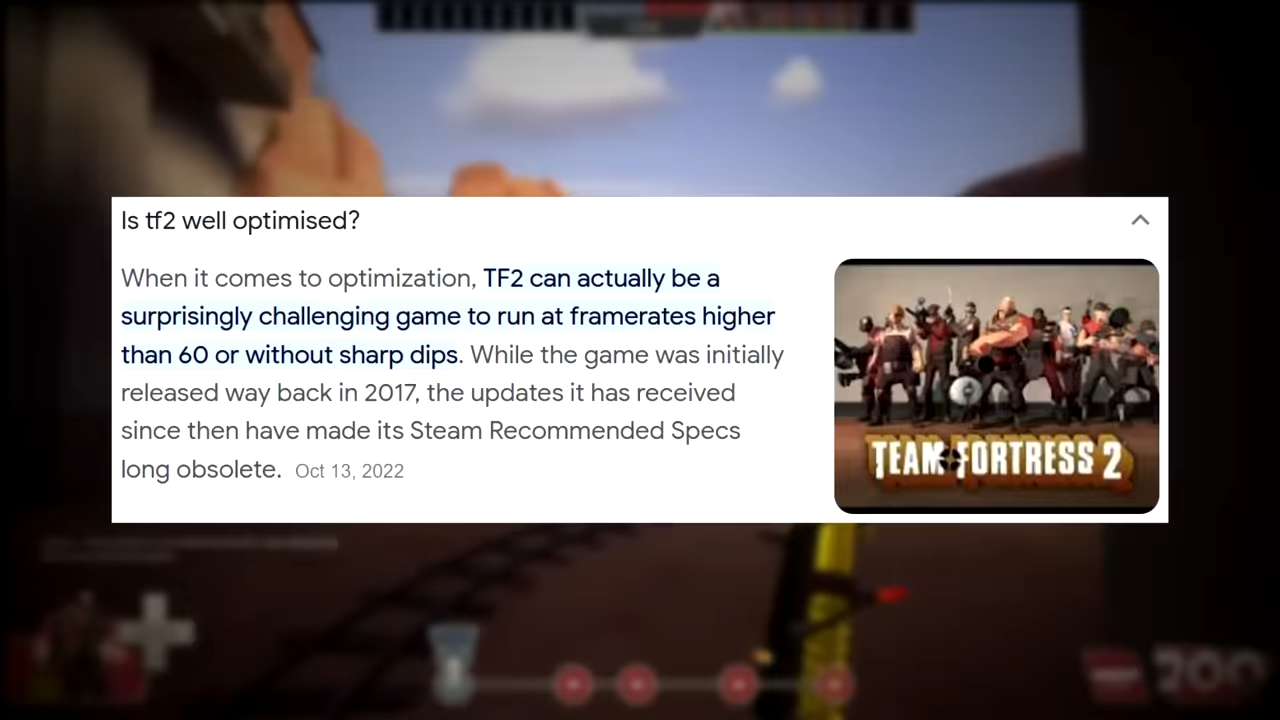 Is tf2 well optimised?
When it comes to optimization, TF2 can actually be a
surprisingly challenging game to run at framerates higher
than 60 or without sharp dips. While the game was initially
released way back in 2017, the updates it has received
since then have made its Steam Recommended Specs
long obsolete. Oct 13, 2022
TEAM FORTRESS 2
200